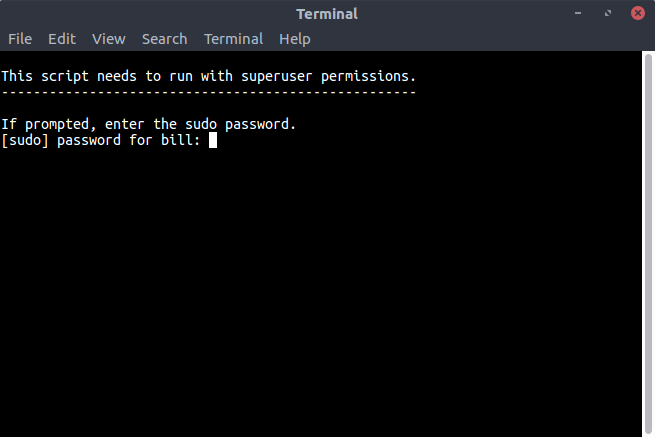 Terminal
File Edit View Search Terminal Help
This script needs to run with superuser permissions.
----------------------------------------------------
If prompted, enter the sudo password.
[sudo] password for bill: